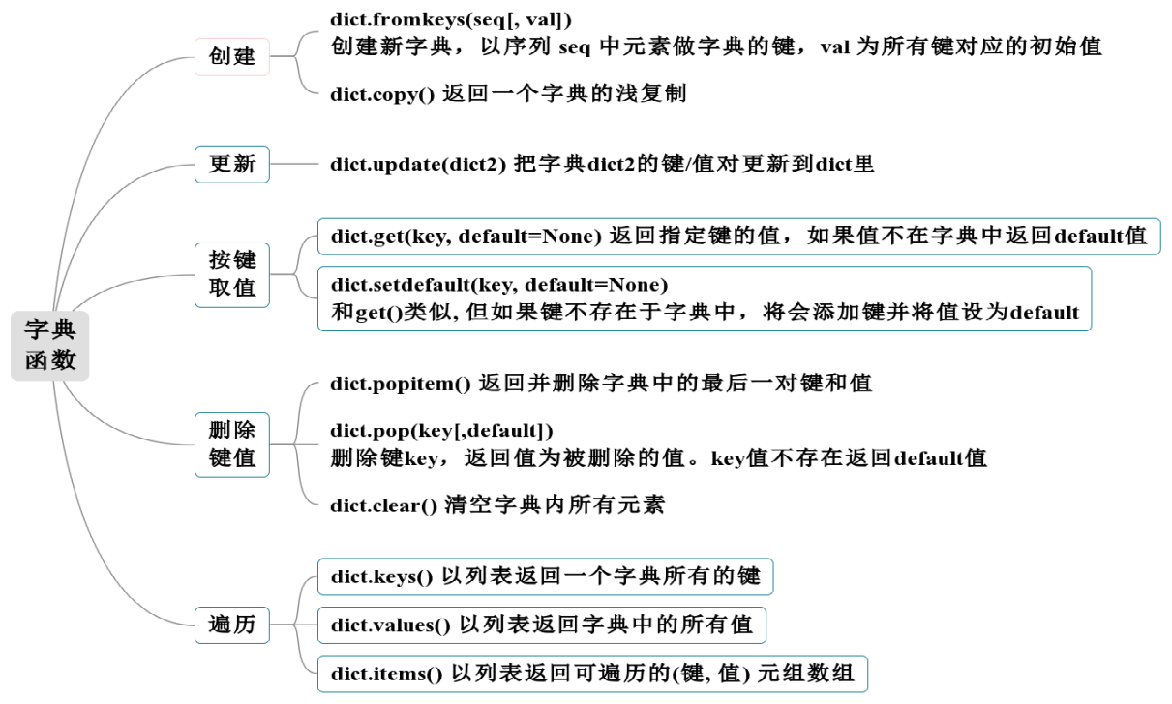 字典
函数
创建
dict.fromkeys(seq[, val])
创建新字典，以序列 seq 中元素做字典的键，val 为所有键对应的初始值
dict.copy() 返回一个字典的浅复制
更新
dict.update(dict2) 把字典dict2的键/值对更新到dict里
按键
取值
dict.get(key, default=None) 返回指定键的值，如果值不在字典中返回default值
dict.setdefault(key, default=None)
和get()类似, 但如果键不存在于字典中，将会添加键并将值设为default
删除
键值
dict.popitem() 返回并删除字典中的最后一对键和值
dict.pop(key[,default])
删除键key，返回值为被删除的值。key值不存在返回default值
dict.clear() 清空字典内所有元素
遍历
dict.keys() 以列表返回一个字典所有的键
dict.values() 以列表返回字典中的所有值
dict.items() 以列表返回可遍历的(键, 值) 元组数组